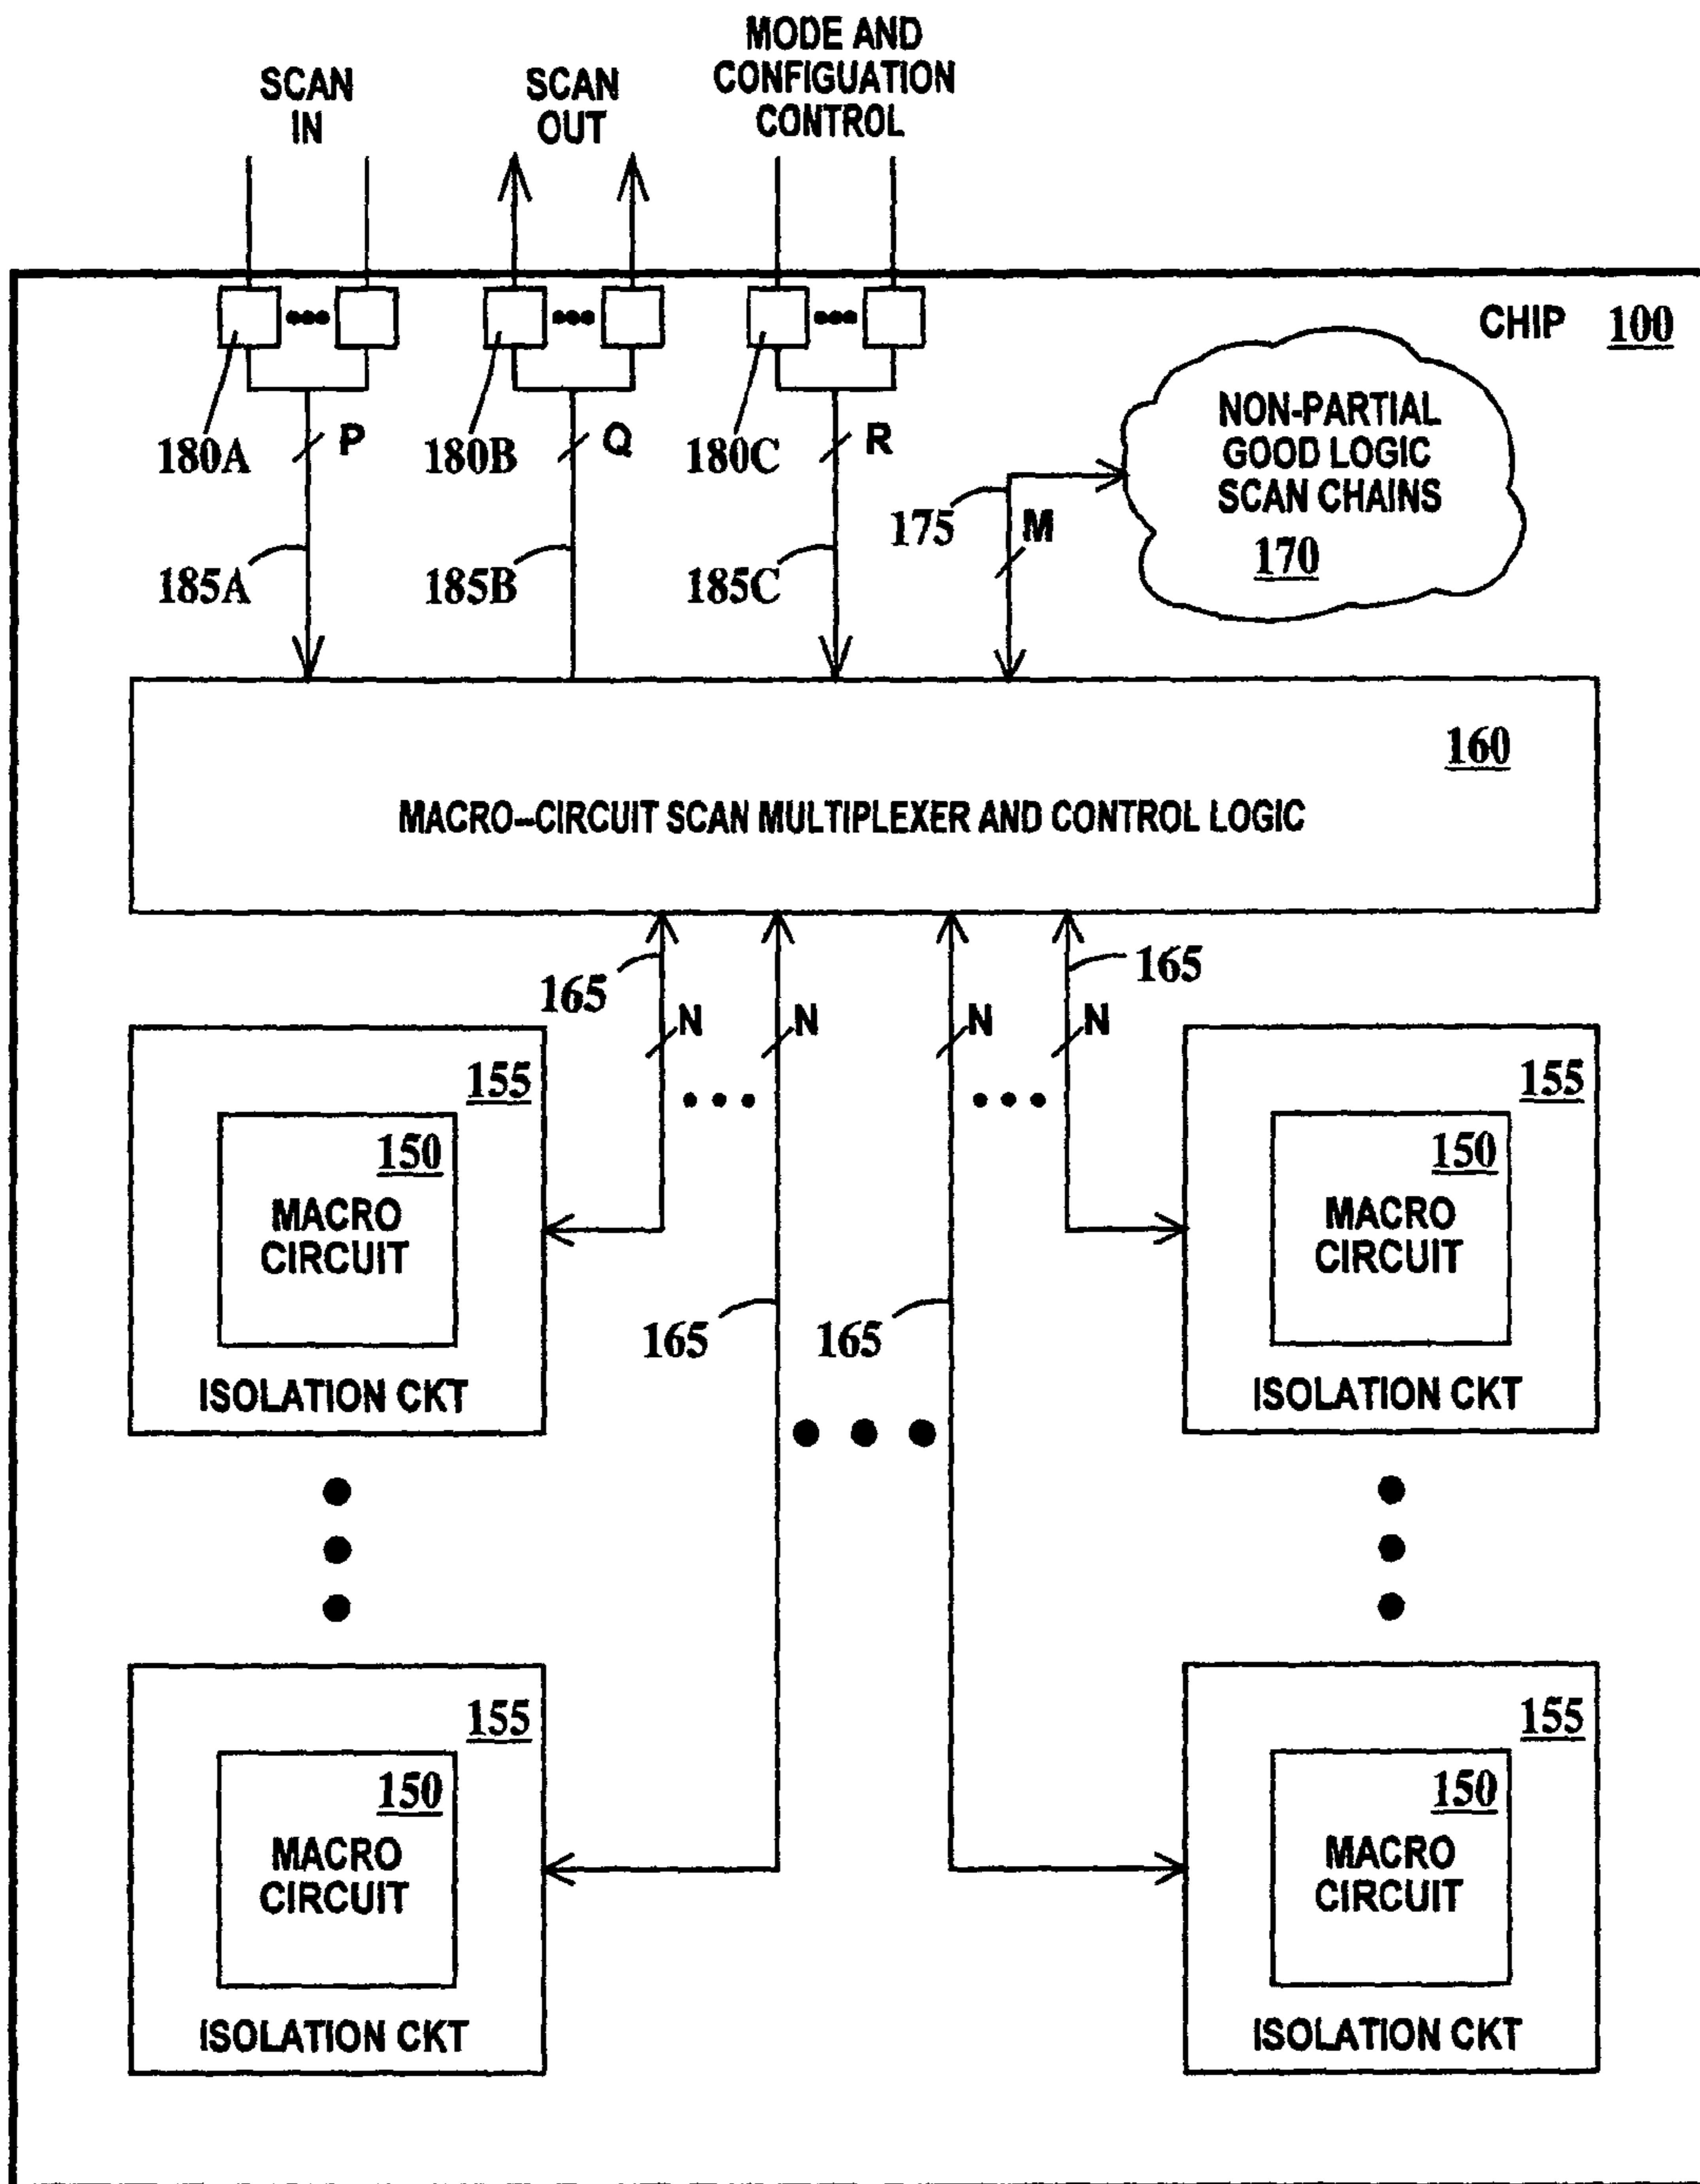 SCAN
IN
SCAN
OUT
MODE AND
CONFIGUATION
CONTROL
CHIP 100
180A
P
180B
Q
180C
R
175
M
NON-PARTIAL
GOOD LOGIC
SCAN CHAINS
170
185A
185B
185C
160
MACRO-CIRCUIT SCAN MULTIPLEXER AND CONTROL LOGIC
165
165
N
N
N
N
155
150
MACRO
CIRCUIT
ISOLATION CKT
155
150
MACRO
CIRCUIT
ISOLATION CKT
165
165
155
150
MACRO
CIRCUIT
ISOLATION CKT
155
150
MACRO
CIRCUIT
ISOLATION CKT